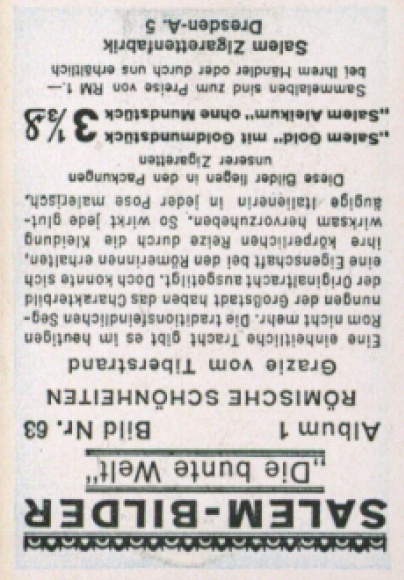 SALEM-BILDER
„Die bunte Welt“
Album 1 Bild Nr. 63
RÖMISCHE SCHÖNHEITEN
Grazie vom Tiberstrand
Eine einheitliche Tracht gibt es im heutigen
Rom nicht mehr. Die traditionsfeindlichen Seg-
nungen der Großstadt haben das Charakterbild
der Originaltracht ausgetilgt. Doch konnte sich
eine Eigenschaft bei den Römerinnen erhalten,
ihre körperlichen Reize durch die Kleidung
wirksam hervorzuheben. So wirkt jede glut-
äugige Italienerin in jeder Pose malerisch.
Diese Bilder liegen in den Packungen
unserer Zigaretten
„Salem Gold“ mit Goldmundstück
„Salem Aleikum“ ohne Mundstück 3⅓ ₰
Sammelalben sind zum Preise von RM 1.—
bei Ihrem Händler oder durch uns erhältlich
Salem Zigarettenfabrik
Dresden-A. 5